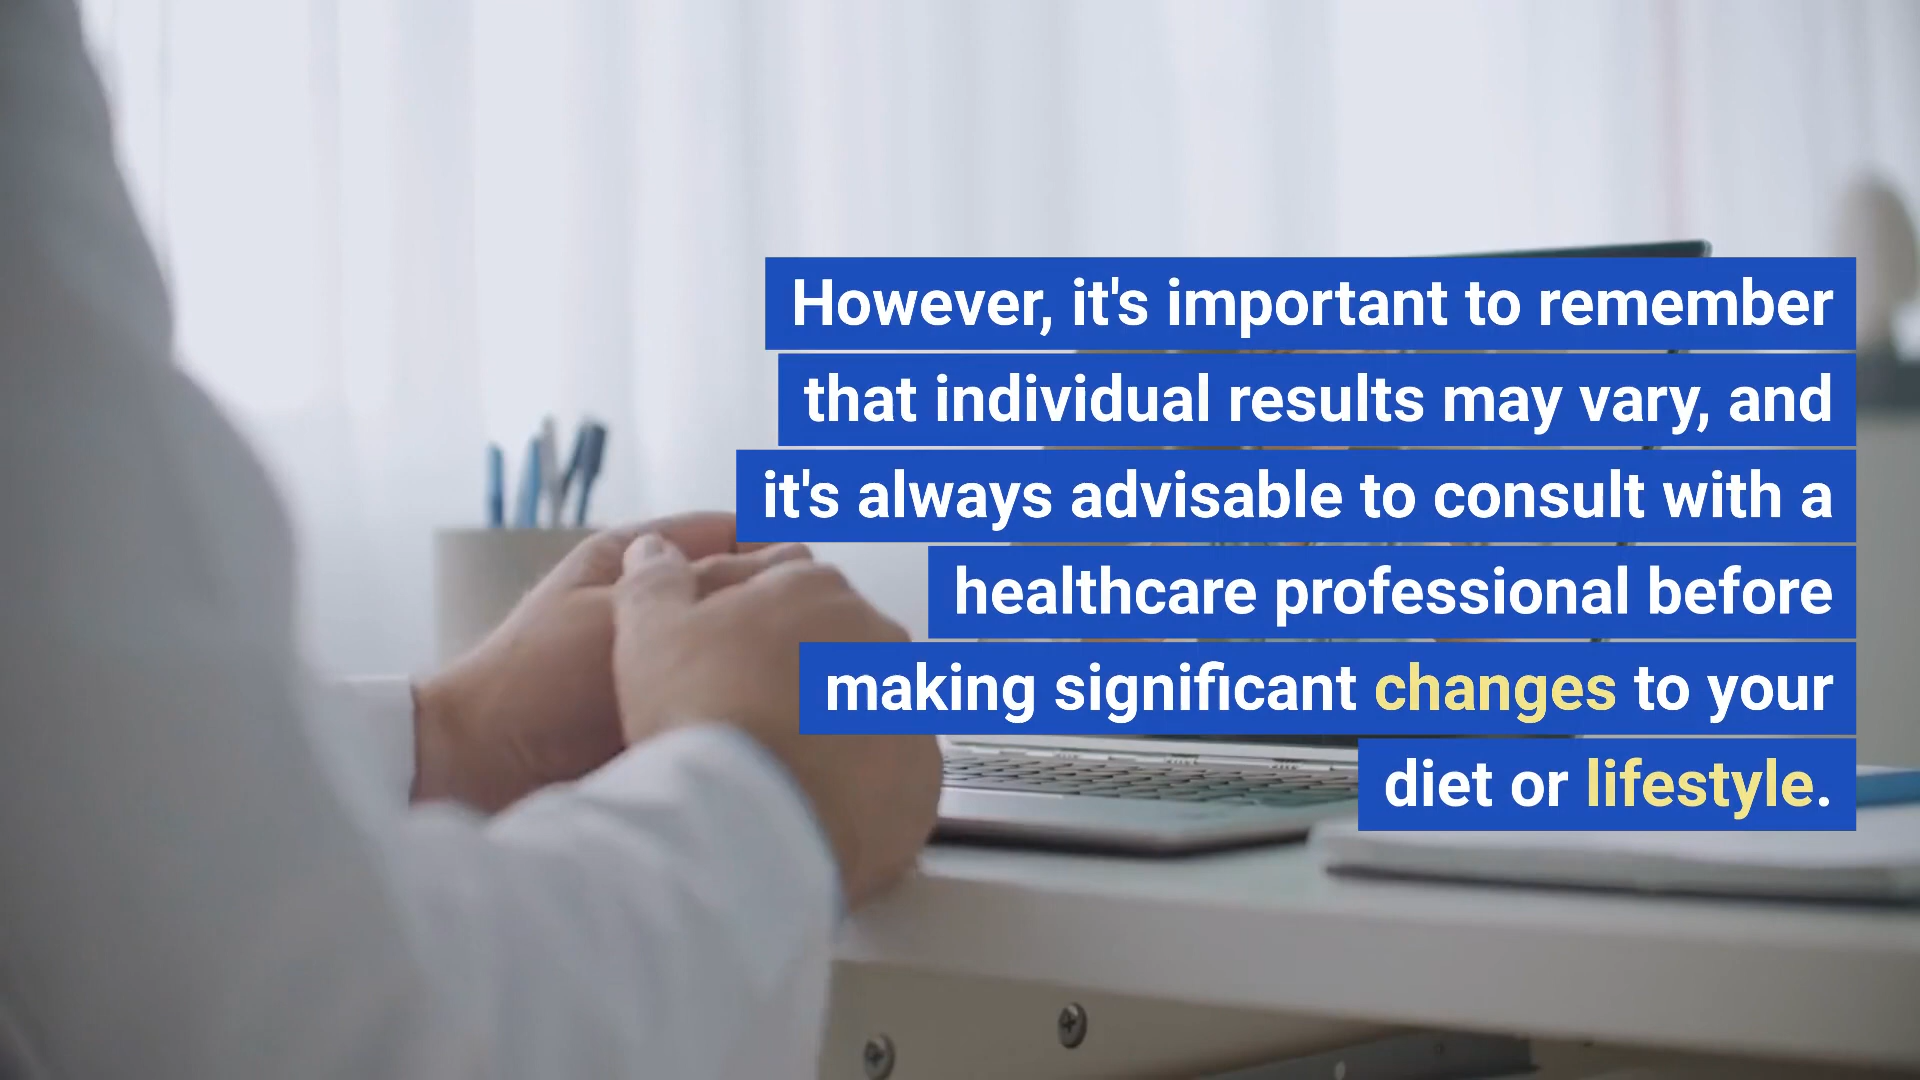 However, it's important to remember
that individual results may vary, and
it's always advisable to consult with a
healthcare professional before
making significant changes to your
diet or lifestyle.